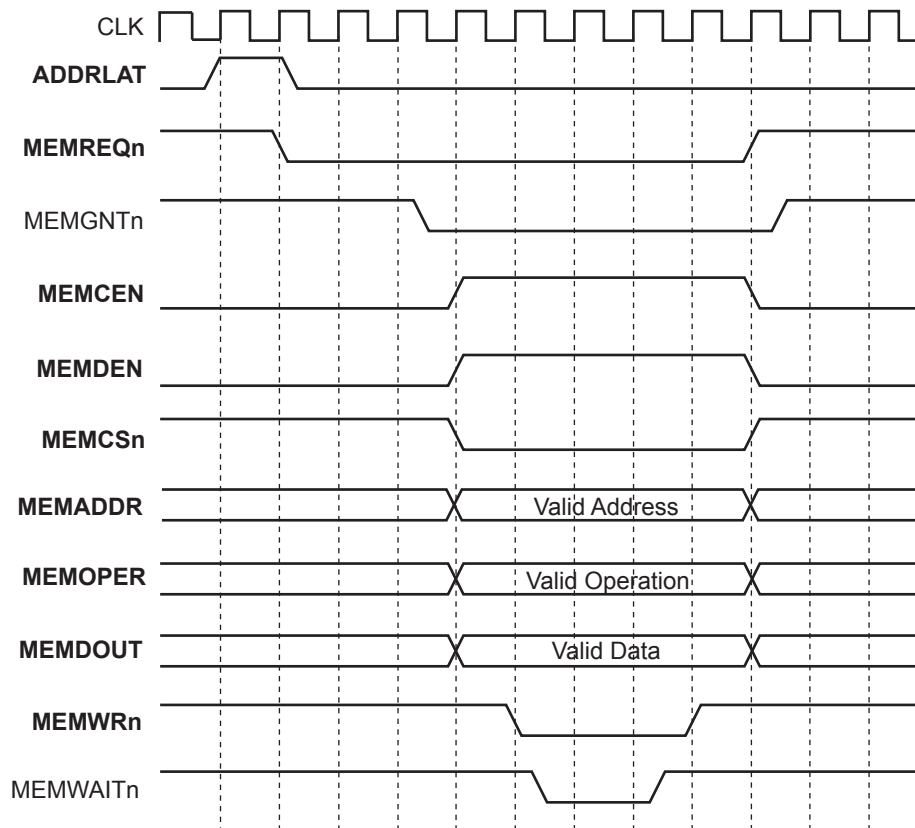 CLK
ADDRLAT
MEMREQn
MEMGNTn
MEMCEN
MEMDEN
MEMCSn
MEMADDR
Valid Address
MEMOPER
Valid Operation
MEMDOUT
Valid Data
MEMWRn
MEMWAITn